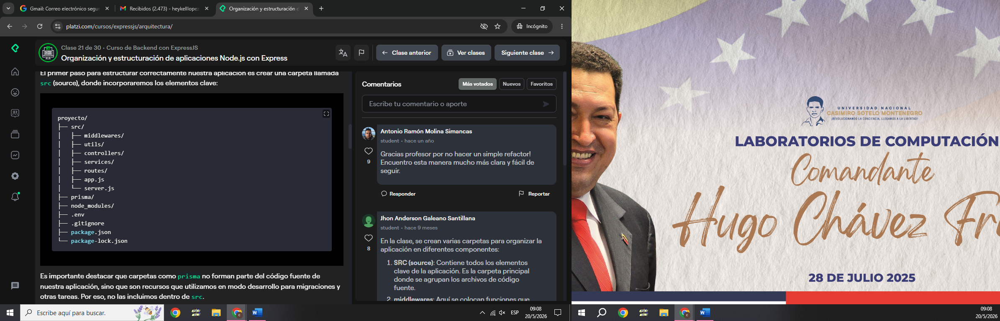 Gmail: Correo electrónico segu
Recibidos (2.473) - heykelllopez
Organización y estructuración d
platzi.com/cursos/expressjs/arquitectura/
Incógnito
Clase 21 de 30 • Curso de Backend con ExpressJS
Organización y estructuración de aplicaciones Node.js con Express
Clase anterior
Ver clases
Siguiente clase
El primer paso para estructurar correctamente nuestra aplicación es crear una carpeta llamada
src (source), donde incorporaremos los elementos clave:
proyecto/
├── src/
│   ├── middlewares/
│   ├── utils/
│   ├── controllers/
│   ├── services/
│   ├── routes/
│   ├── app.js
│   └── server.js
├── prisma/
├── node_modules/
├── .env
├── .gitignore
├── package.json
└── package-lock.json
Es importante destacar que carpetas como prisma no forman parte del código fuente de
nuestra aplicación, sino que son recursos que utilizamos en modo desarrollo para migraciones y
otras tareas. Por eso, no las incluimos dentro de src.
Comentarios
Más votados
Nuevos
Favoritos
Escribe tu comentario o aporte
Antonio Ramón Molina Simancas
student • hace un año
Gracias profesor por no hacer un simple refactor!
Encuentro esta manera mucho más clara y fácil de
seguir.
9
Responder
Reportar
Jhon Anderson Galeano Santillana
student • hace 9 meses
En la clase, se crean varias carpetas para organizar la
aplicación en diferentes componentes:
8
1. SRC (source): Contiene todos los elementos
clave de la aplicación. Es la carpeta principal
donde se agrupan los archivos de código
fuente.
2. middlewares: Aquí se colocan funciones que
Escribe aquí para buscar.
ESP
09:08
20/5/2026
UNIVERSIDAD NACIONAL
CASIMIRO SOTELO MONTENEGRO
¡REVOLUCIONANDO LA CONCIENCIA, LLEGAMOS A LA LIBERTAD!
LABORATORIOS DE COMPUTACIÓN
Comandante
Hugo Chávez Fr
28 DE JULIO 2025
09:08
20/5/2026